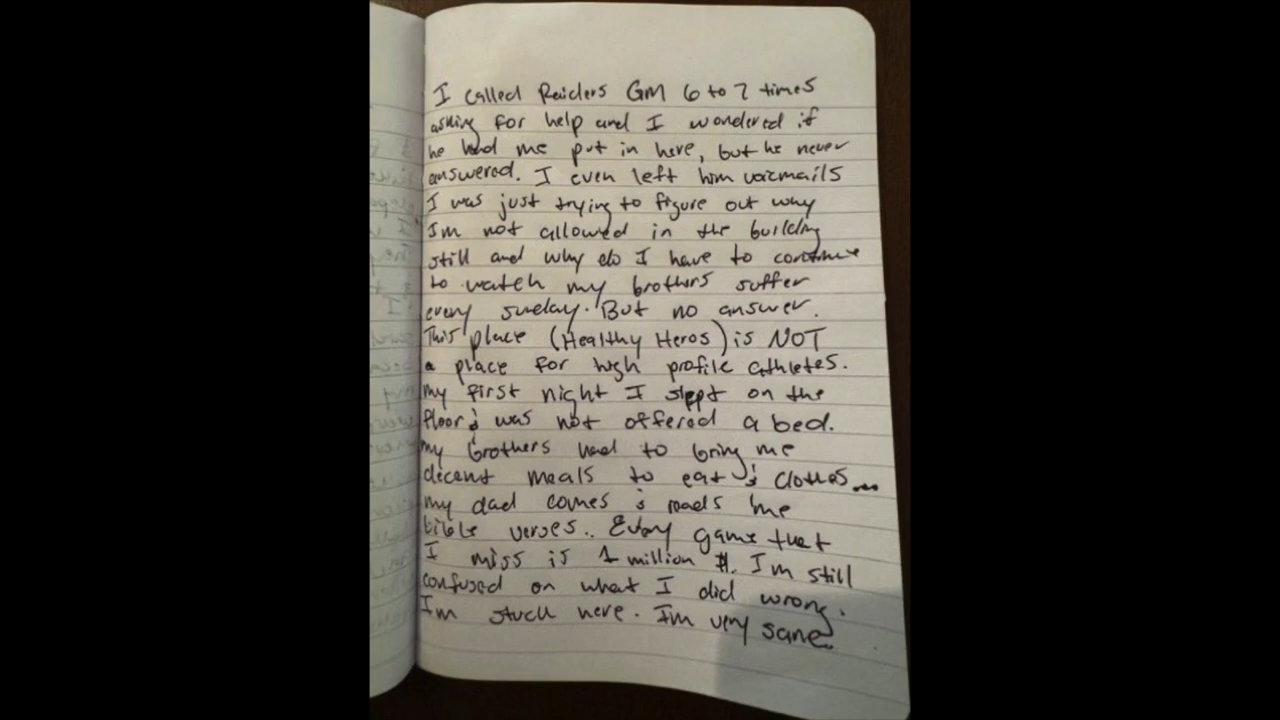 I called Raiders GM 6 to 7 times
asking for help and I wondered if
he had me put in here, but he never
answered. I even left him voicmails
I was just trying to figure out why
Im not allowed in the building
still and why do I have to continue
to watch my brothers suffer
every sunday. But no answer.
This place (Healthy Heros) is NOT
a place for high profile athletes.
my first night I slept on the
floor & was not offered a bed.
my brothers had to bring me
decent meals to eat & clothes...
my dad comes & reads me
bible verses.. Every game that
I miss is 1 million $. I'm still
confused on what I did wrong.
I'm stuck here. I'm very sane.